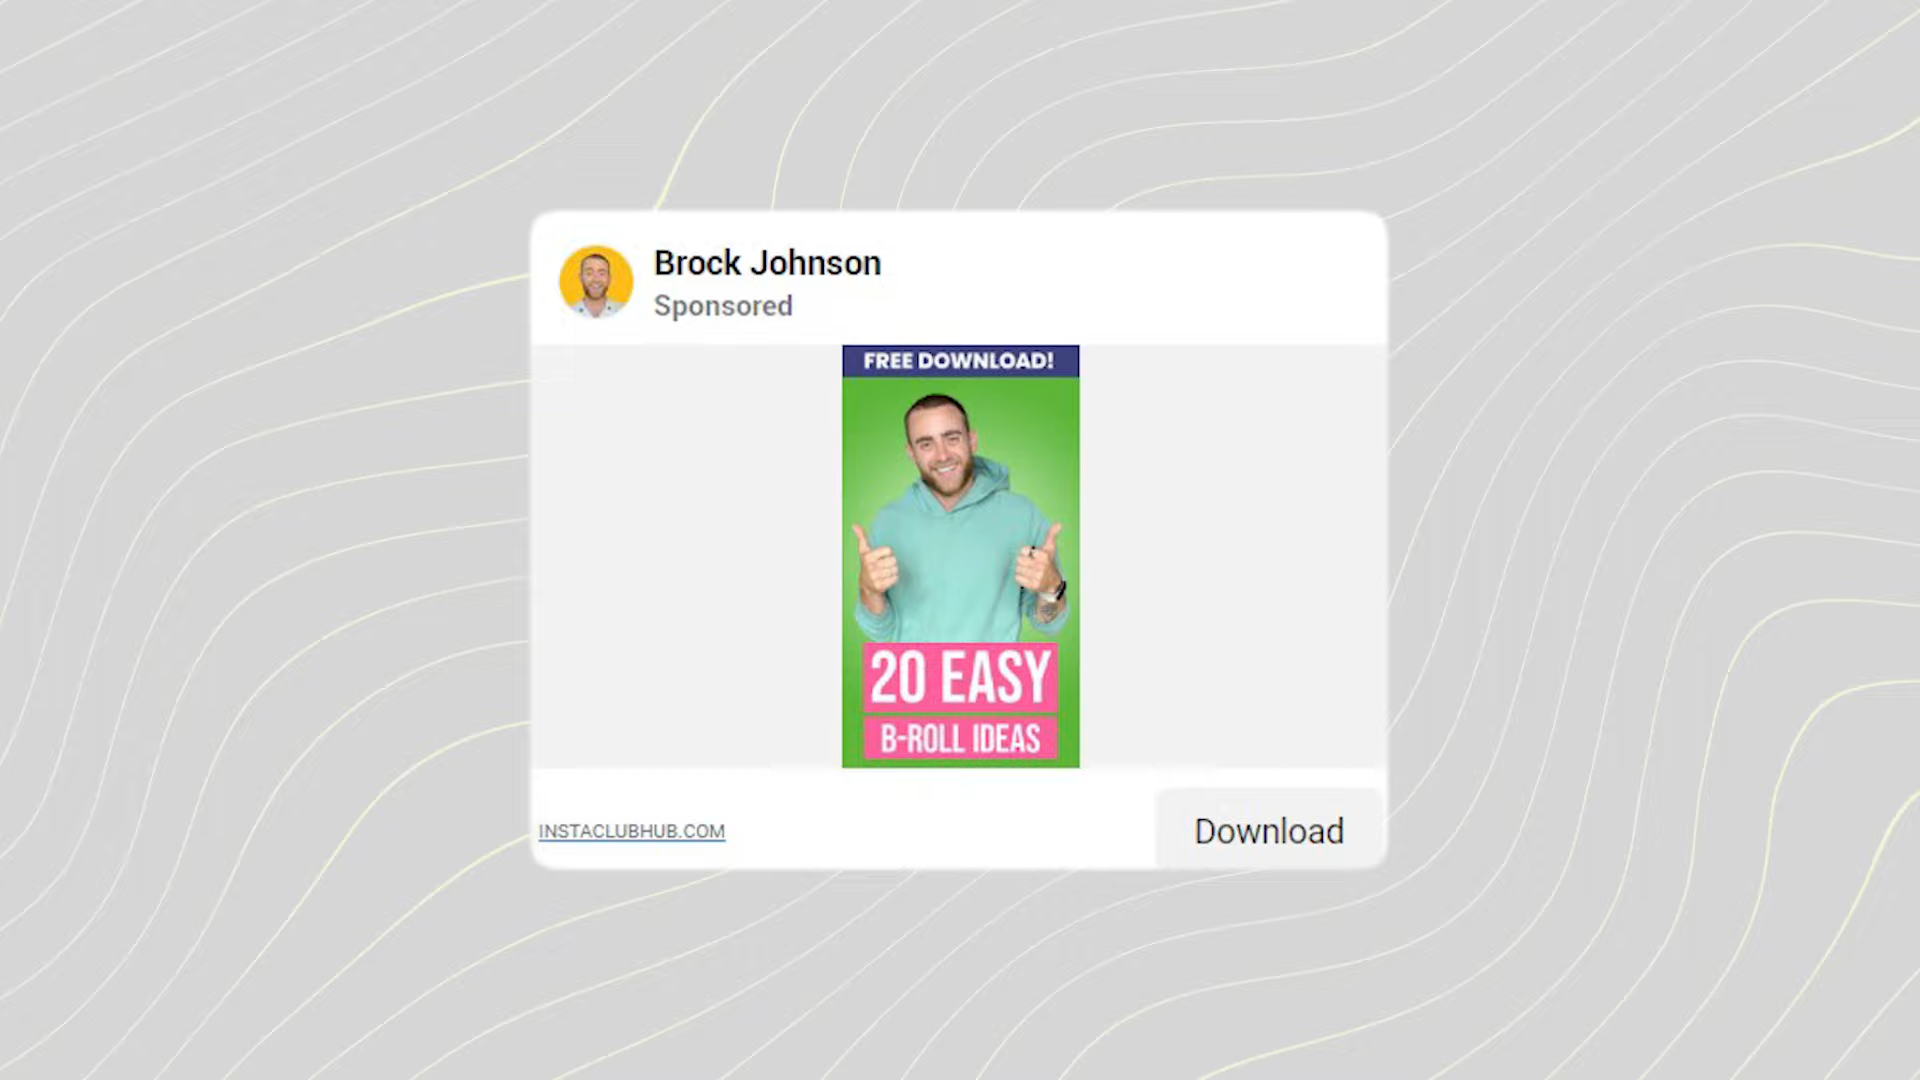 Brock Johnson
Sponsored
FREE DOWNLOAD!
20 EASY
B-ROLL IDEAS
INSTACLUBHUB.COM
Download